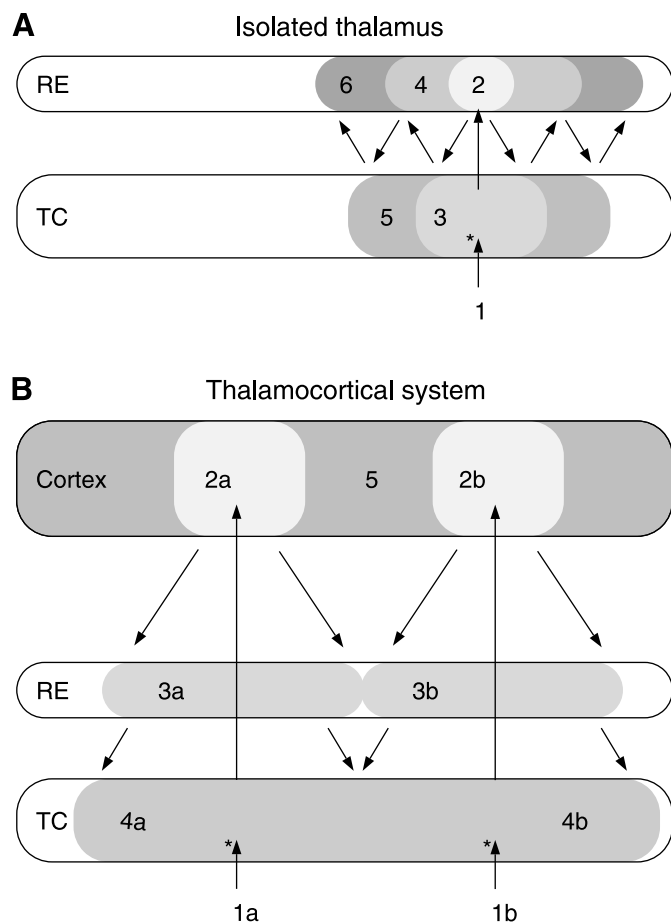 A
Isolated thalamus
RE 6 4 2
TC 5 3
*
1
B
Thalamocortical system
Cortex 2a 5 2b
RE 3a 3b
TC 4a 4b
* *
1a 1b